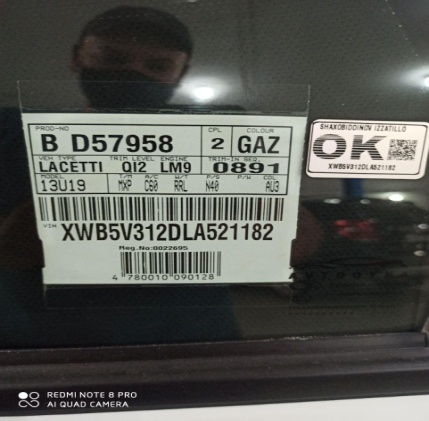 PROD-NO CPL COLOUR
B D57958 2 GAZ
VEH TYPE TRIM LEVEL ENGINE TRIM-IN SEQ.
LACETTI QI2 LM9 0891
MODEL T/M A/C W/T P/S P/W CDL
13U19 MXP C60 RRL N40 AU3
VIN XWB5V312DLA521182
Reg.No:0022695
4 780010 090128
SHAXOBIDDINOV IZZATILLO
OK
XWB5V312DLA521182
REDMI NOTE 8 PRO
AI QUAD CAMERA